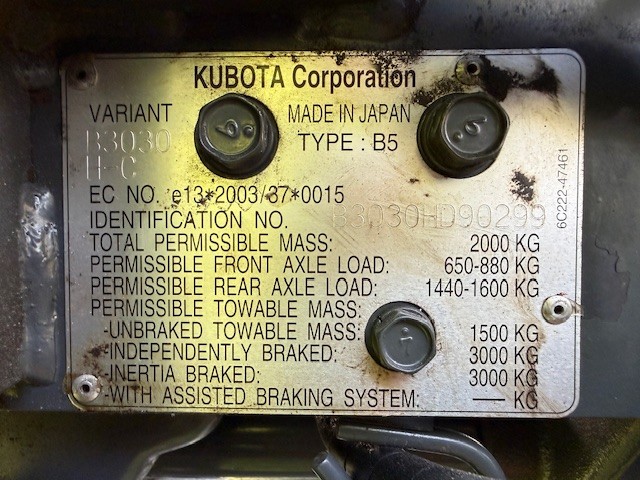 KUBOTA Corporation
VARIANT MADE IN JAPAN
B3030 TYPE : B5
H-C
EC NO. e13*2003/37*0015
IDENTIFICATION NO. B3D30HD90299
TOTAL PERMISSIBLE MASS: 2000 KG
PERMISSIBLE FRONT AXLE LOAD: 650-880 KG
PERMISSIBLE REAR AXLE LOAD: 1440-1600 KG
PERMISSIBLE TOWABLE MASS:
-UNBRAKED TOWABLE MASS: 1500 KG
-INDEPENDENTLY BRAKED: 3000 KG
-INERTIA BRAKED: 3000 KG
-WITH ASSISTED BRAKING SYSTEM: — KG
6C222-47461